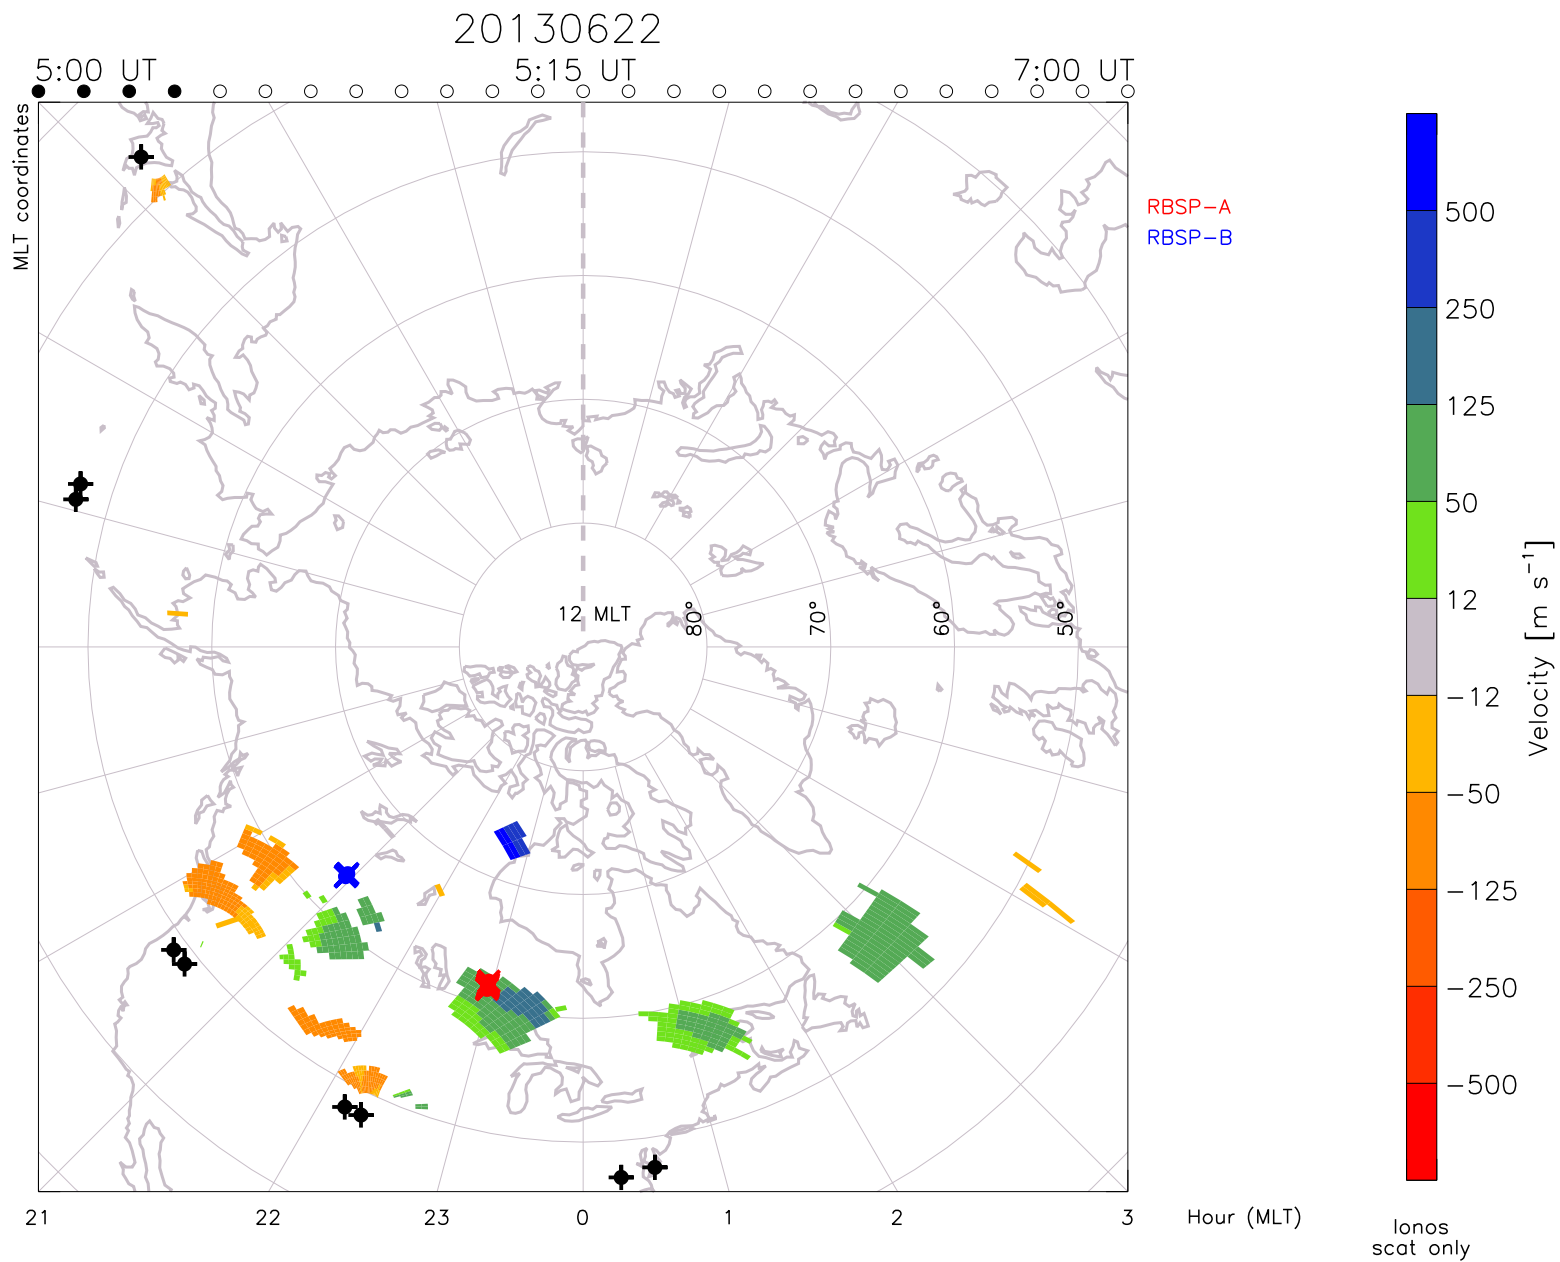 20130622
5:00 UT 5:15 UT 7:00 UT
MLT coordinates
RBSP-A
RBSP-B
12 MLT
80° 70° 60° 50°
500
250
125
50
12
-12
-50
-125
-250
-500
Velocity [m s⁻¹]
21 22 23 0 1 2 3 Hour (MLT)
Ionos
scat only